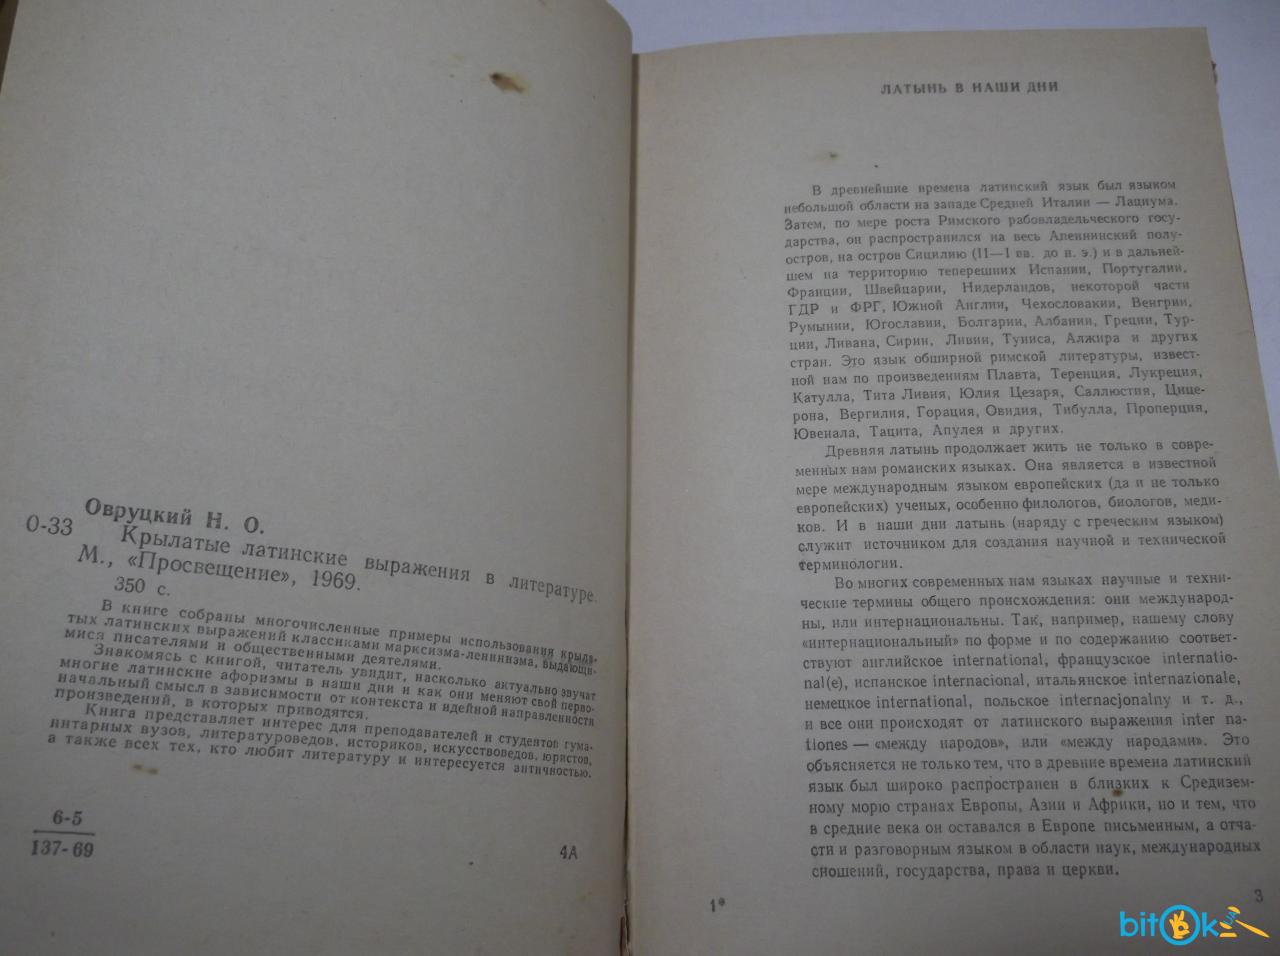 Овруцкий Н. О.
О-33 Крылатые латинские выражения в литературе.
М., «Просвещение», 1969.
350 с.
В книге собраны многочисленные примеры использования крыла-
тых латинских выражений классиками марксизма-ленинизма, выдающи-
мися писателями и общественными деятелями.
Знакомясь с книгой, читатель увидит, насколько актуально звучат
многие латинские афоризмы в наши дни и как они меняют свой перво-
начальный смысл в зависимости от контекста и идейной направленности
произведений, в которых приводятся.
Книга представляет интерес для преподавателей и студентов гума-
нитарных вузов, литературоведов, историков, искусствоведов, юристов,
а также всех тех, кто любит литературу и интересуется античностью.
6-5
137-69
4А
ЛАТЫНЬ В НАШИ ДНИ
В древнейшие времена латинский язык был языком
небольшой области на западе Средней Италии — Лациума.
Затем, по мере роста Римского рабовладельческого госу-
дарства, он распространился на весь Апеннинский полу-
остров, на остров Сицилию (II—I вв. до н. э.) и в дальней-
шем на территорию теперешних Испании, Португалии,
Франции, Швейцарии, Нидерландов, некоторой части
ГДР и ФРГ, Южной Англии, Чехословакии, Венгрии,
Румынии, Югославии, Болгарии, Албании, Греции, Тур-
ции, Ливана, Сирии, Ливии, Туниса, Алжира и других
стран. Это язык обширной римской литературы, извест-
ной нам по произведениям Плавта, Теренция, Лукреция,
Катулла, Тита Ливия, Юлия Цезаря, Саллюстия, Цице-
рона, Вергилия, Горация, Овидия, Тибулла, Проперция,
Ювенала, Тацита, Апулея и других.
Древняя латынь продолжает жить не только в совре-
менных нам романских языках. Она является в известной
мере международным языком европейских (да и не только
европейских) ученых, особенно филологов, биологов, меди-
ков. И в наши дни латынь (наряду с греческим языком)
служит источником для создания научной и технической
терминологии.
Во многих современных нам языках научные и техни-
ческие термины общего происхождения: они международ-
ны, или интернациональны. Так, например, нашему слову
«интернациональный» по форме и по содержанию соответ-
ствуют английское international, французское internatio-
nal(e), испанское internacional, итальянское internazionale,
немецкое international, польское internacjonalny и т. д.,
и все они происходят от латинского выражения inter na-
tiones — «между народов», или «между народами». Это
объясняется не только тем, что в древние времена латинский
язык был широко распространен в близких к Средизем-
ному морю странах Европы, Азии и Африки, но и тем, что
в средние века он оставался в Европе письменным, а отча-
сти и разговорным языком в области наук, международных
сношений, государства, права и церкви.
1*
3
bitOk